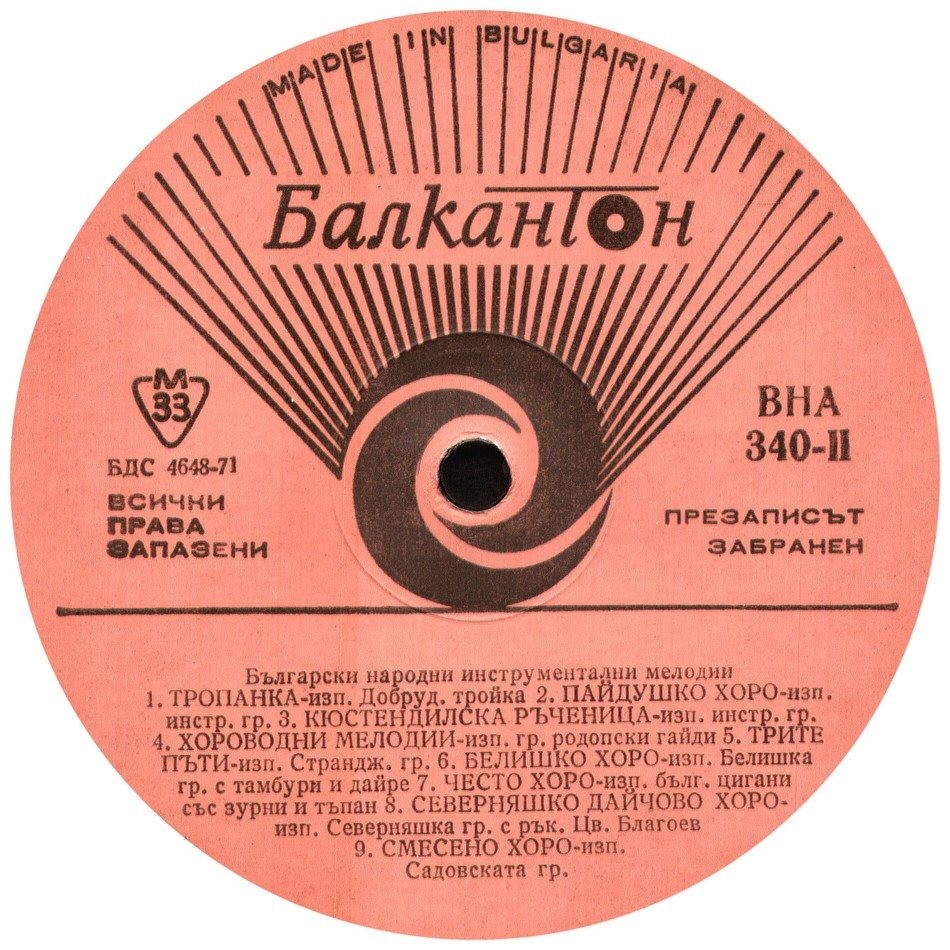 MADE IN BULGARIA
Балкантон
М
33
БДС 4648-71
ВСИЧКИ
ПРАВА
ЗАПАЗЕНИ
ВНА
340-II
ПРЕЗАПИСЪТ
ЗАБРАНЕН
Български народни инструментални мелодии
1. ТРОПАНКА-изп. Добруд. тройка 2. ПАЙДУШКО ХОРО-изп.
инстр. гр. 3. КЮСТЕНДИЛСКА РЪЧЕНИЦА-изп. инстр. гр.
4. ХОРОВОДНИ МЕЛОДИИ-изп. гр. родопски гайди 5. ТРИТЕ
ПЪТИ-изп. Странdж. гр. 6. БЕЛИШКО ХОРО-изп. Белишка
гр. с тамбури и дайре 7. ЧЕСТО ХОРО-изп. бълг. цигани
със зурни и тъпан 8. СЕВЕРНЯШКО ДАЙЧОВО ХОРО-
изп. Северняшка гр. с рък. Цв. Благоев
9. СМЕСЕНО ХОРО-изп.
Садовската гр.